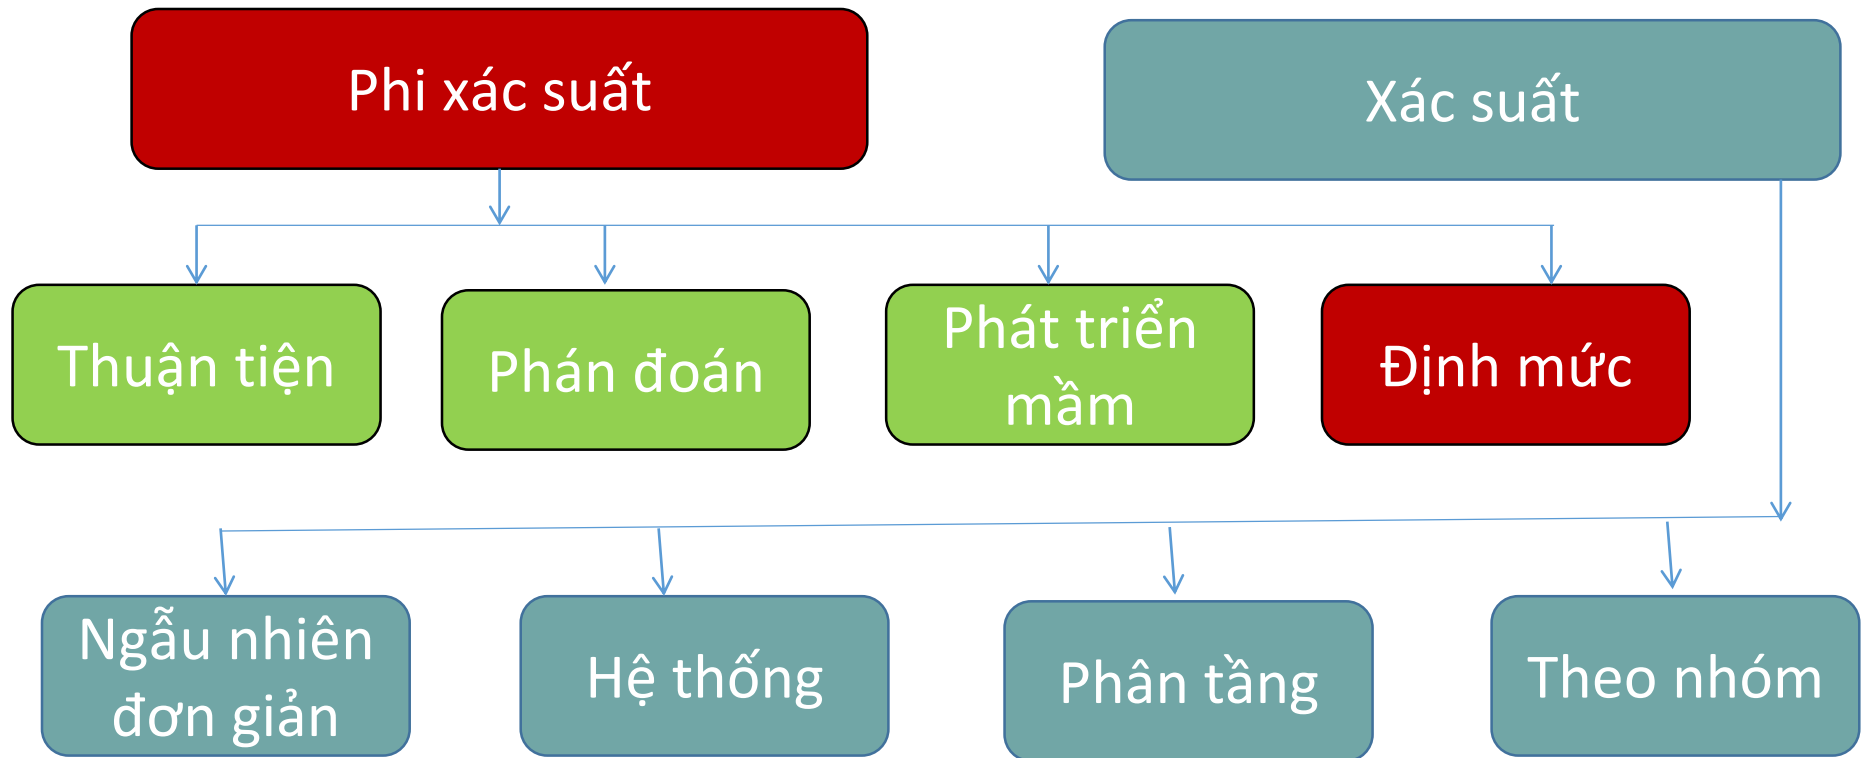 Phi xác suất
Xác suất
Thuận tiện
Phán đoán
Phát triển
mầm
Định mức
Ngẫu nhiên
đơn giản
Hệ thống
Phân tầng
Theo nhóm